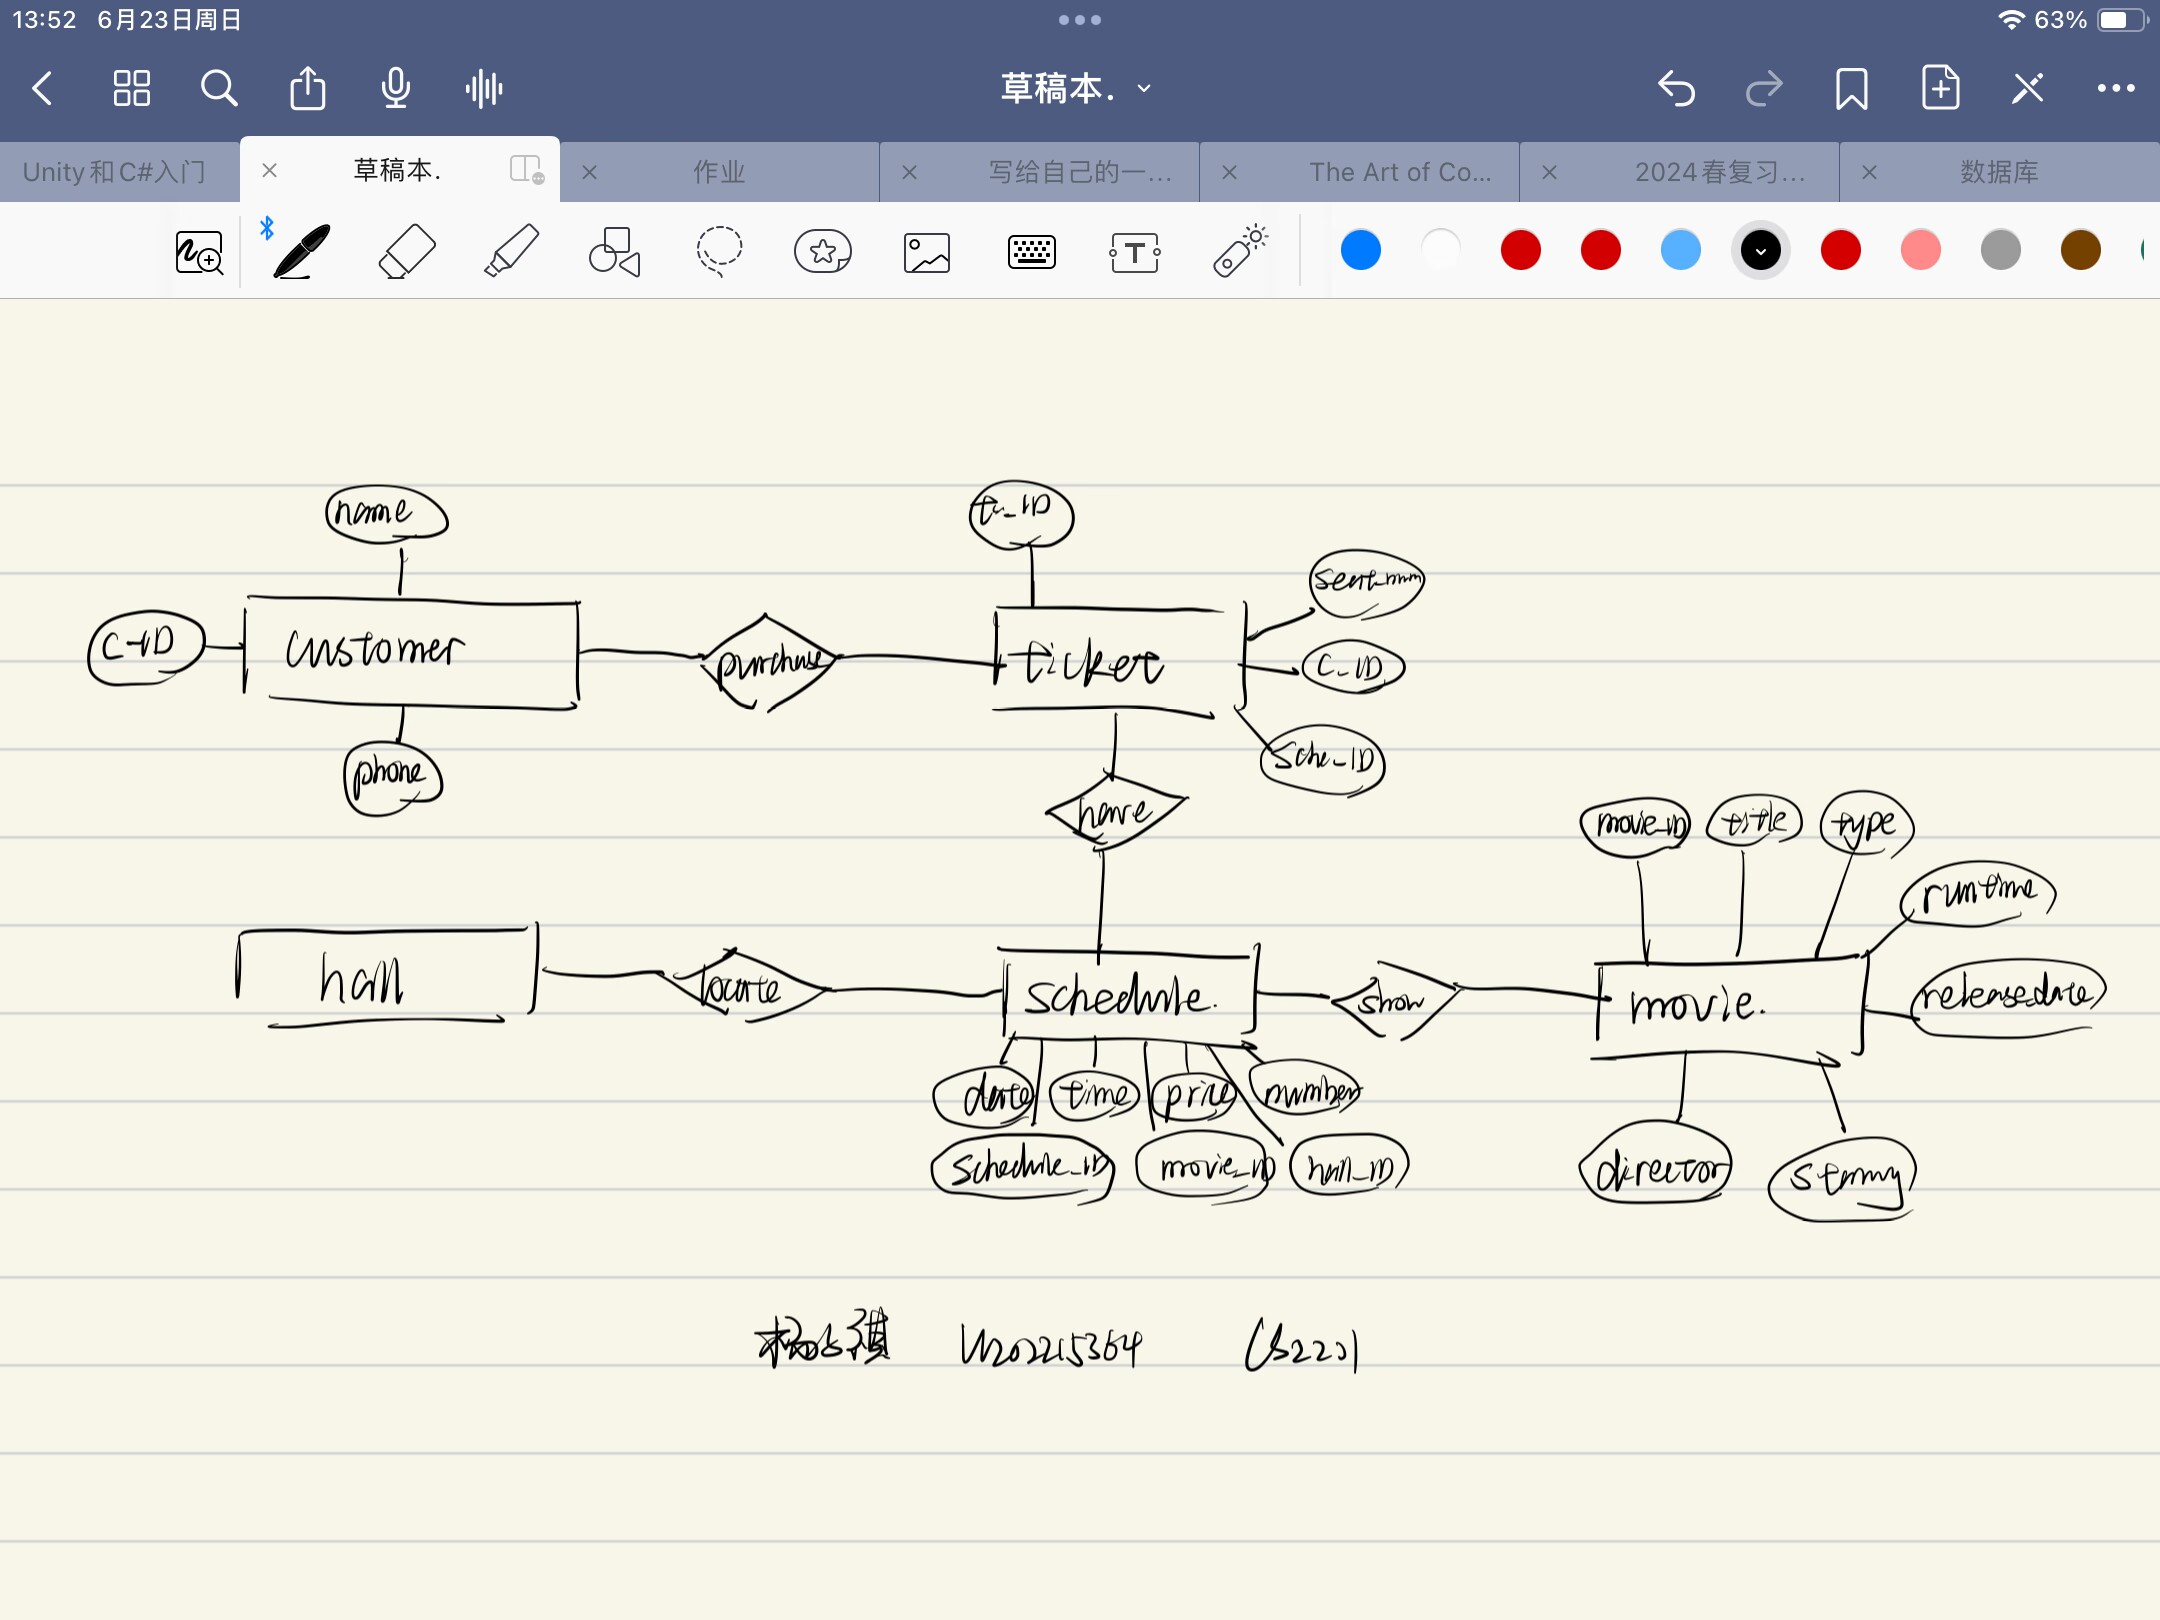 13:52 6月23日周日
63%
草稿本.
Unity和C#入门
草稿本.
作业
写给自己的一...
The Art of Co...
2024春复习...
数据库
name
t_ID
seat_num
C_ID
customer
purchase
ticket
C_ID
phone
Sche_ID
have
movie_ID
title
type
runtime
hall
locate
schedule.
show
movie.
releasedate
date
time
price
number
schedule_ID
movie_ID
hall_ID
director
U202215364
CS2201